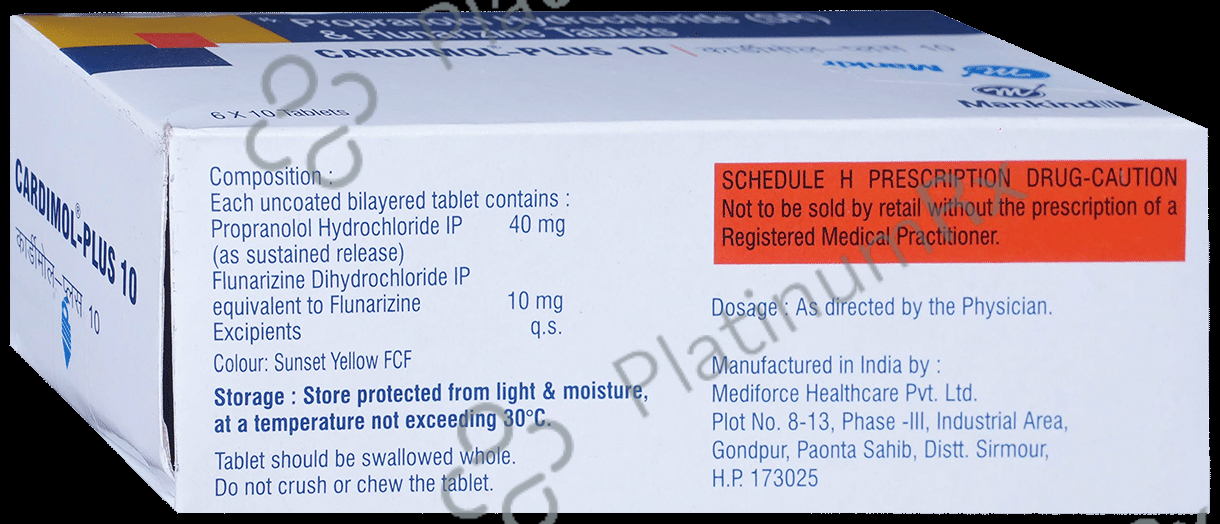 Propranolol Hydrochloride (SR)
& Flunarizine Tablets
CARDIMOL®-PLUS 10 | कार्डीमोल-प्लस 10
Mankind
Mankind
6 X 10 Tablets
CARDIMOL®-PLUS 10
कार्डीमोल-प्लस 10
Composition :
Each uncoated bilayered tablet contains :
Propranolol Hydrochloride IP 40 mg
(as sustained release)
Flunarizine Dihydrochloride IP
equivalent to Flunarizine 10 mg
Excipients q.s.
Colour: Sunset Yellow FCF
Storage : Store protected from light & moisture,
at a temperature not exceeding 30°C.
Tablet should be swallowed whole.
Do not crush or chew the tablet.
SCHEDULE H PRESCRIPTION DRUG-CAUTION
Not to be sold by retail without the prescription of a
Registered Medical Practitioner.
Dosage : As directed by the Physician.
Manufactured in India by :
Mediforce Healthcare Pvt. Ltd.
Plot No. 8-13, Phase -III, Industrial Area,
Gondpur, Paonta Sahib, Distt. Sirmour,
H.P. 173025
PlatinumRx